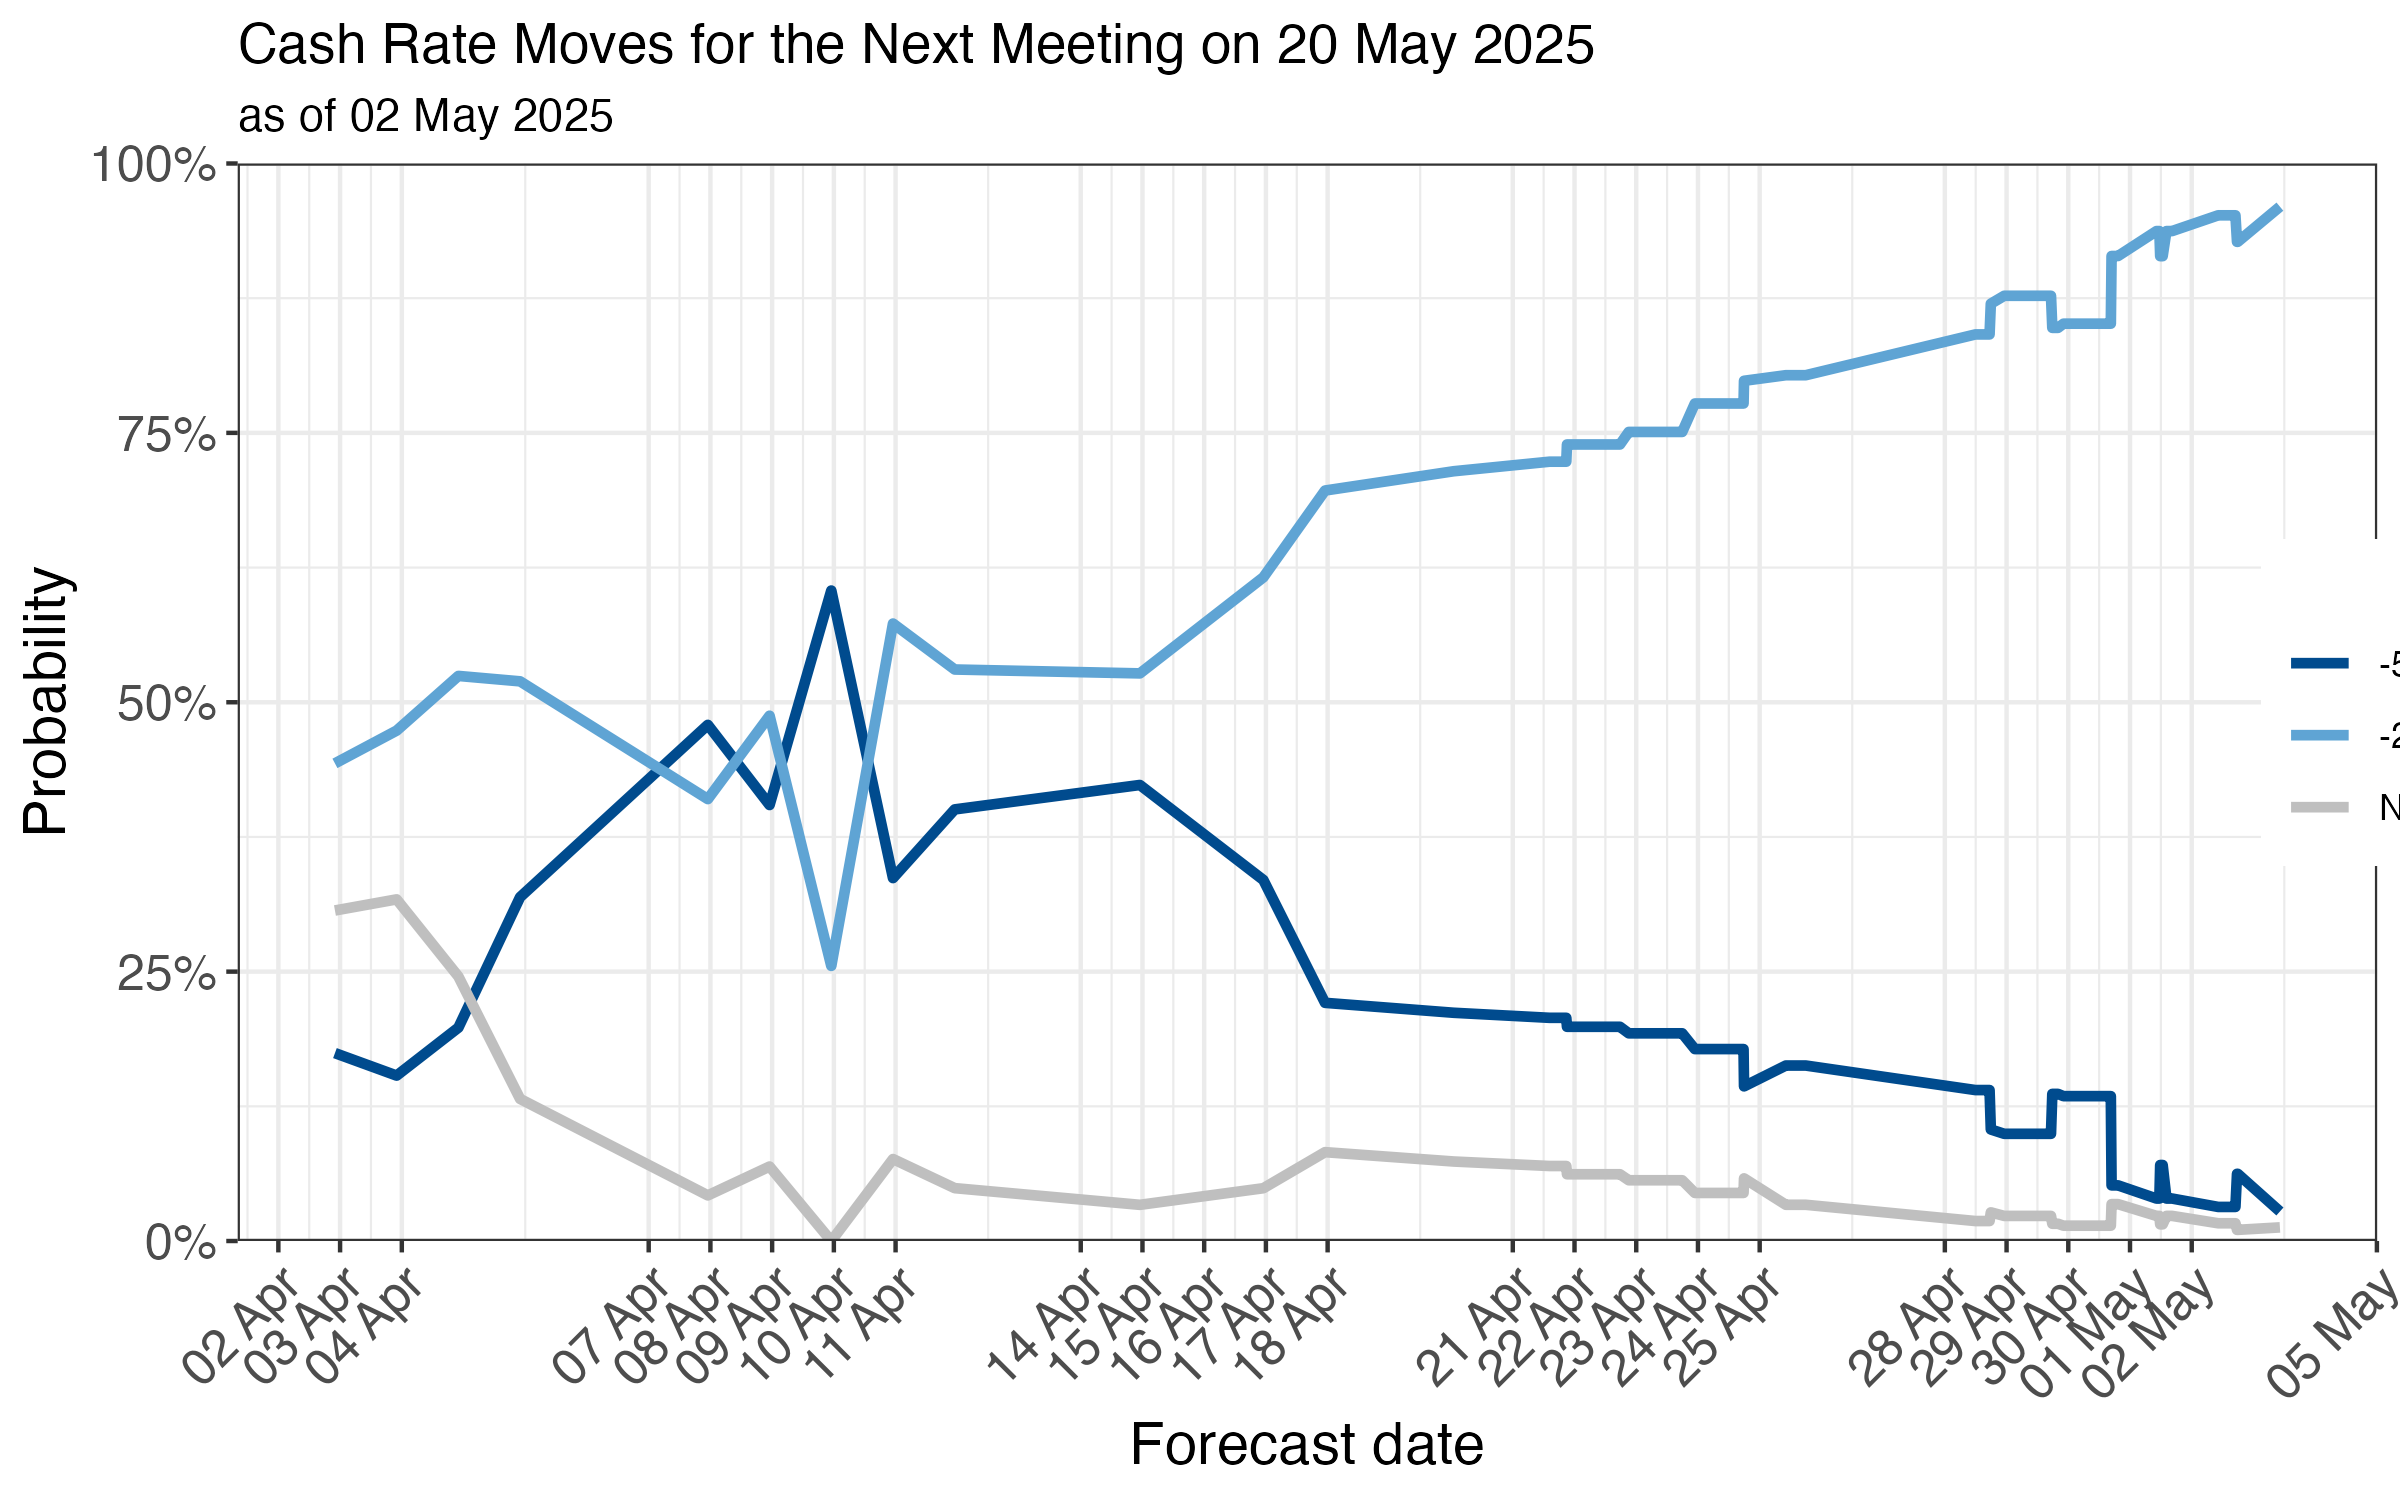 Cash Rate Moves for the Next Meeting on 20 May 2025
as of 02 May 2025
100%
75%
50%
25%
0%
Probability
-5
-2
N
02 Apr
03 Apr
04 Apr
07 Apr
08 Apr
09 Apr
10 Apr
11 Apr
14 Apr
15 Apr
16 Apr
17 Apr
18 Apr
21 Apr
22 Apr
23 Apr
24 Apr
25 Apr
28 Apr
29 Apr
30 Apr
01 May
02 May
05 May
Forecast date